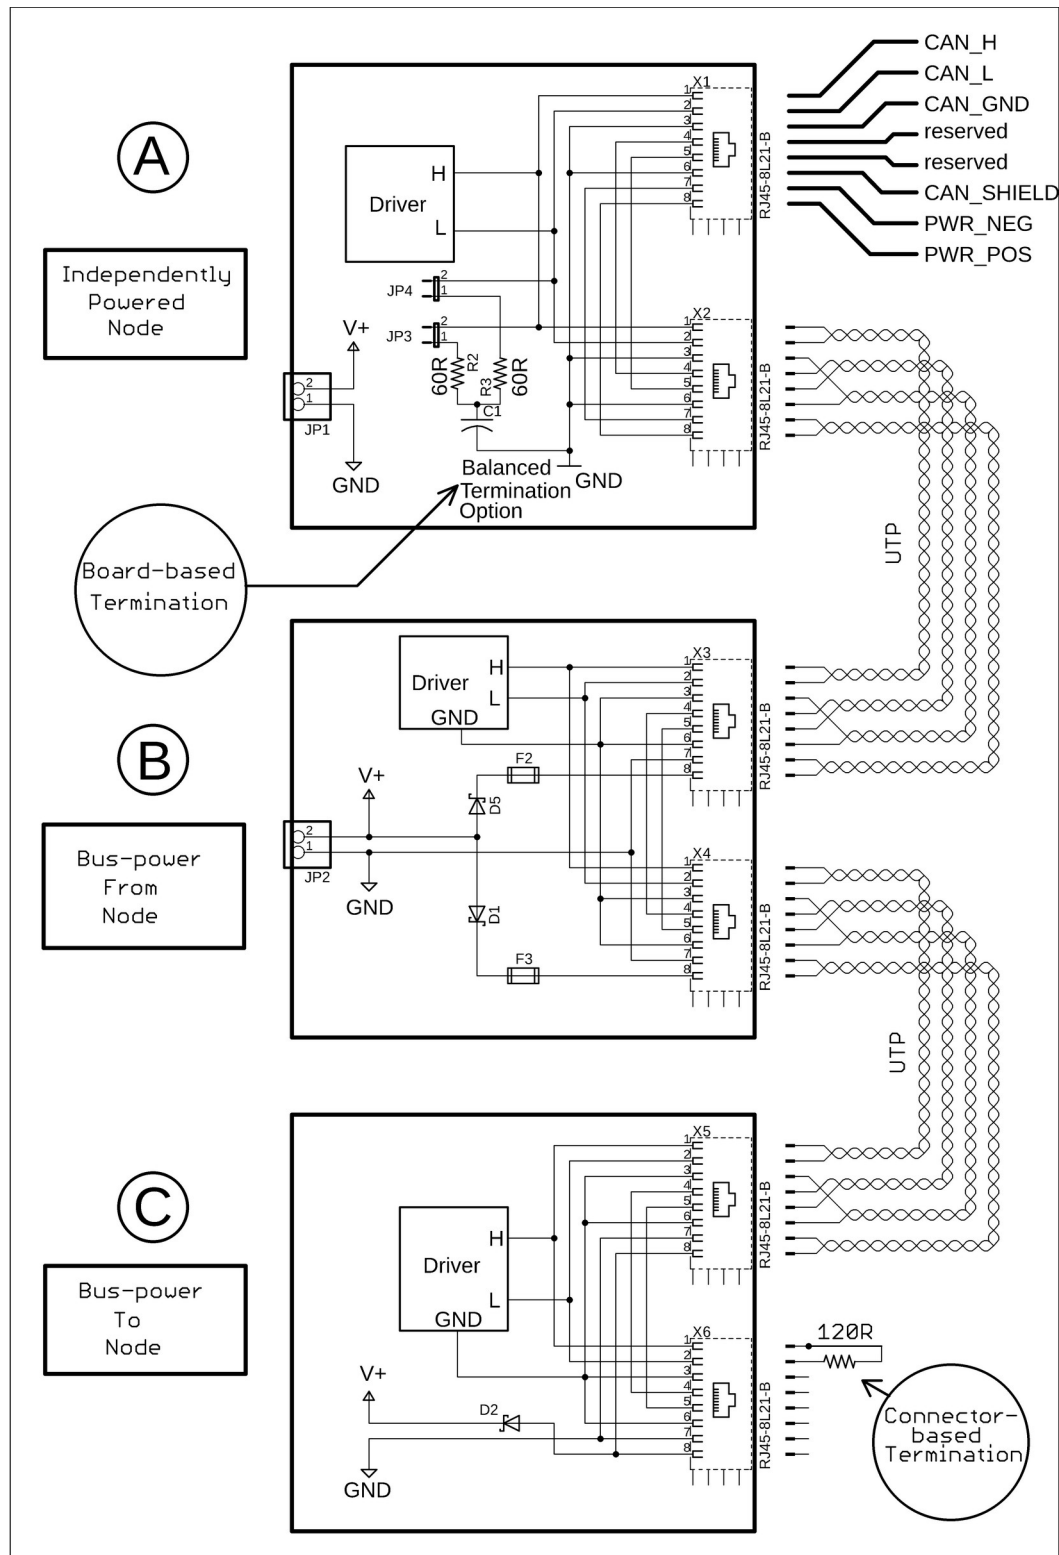 CAN_H
CAN_L
CAN_GND
reserved
reserved
CAN_SHIELD
PWR_NEG
PWR_POS
A
Independently
Powered
Node
Driver
H
L
X1
1
2
3
4
5
6
7
8
RJ45-8L21-B
JP4
2
1
JP3
2
1
V+
60R
R2
R3
60R
C1
2
1
JP1
GND
GND
Balanced
Termination
Option
X2
1
2
3
4
5
6
7
8
RJ45-8L21-B
UTP
Board-based
Termination
B
Bus-power
From
Node
Driver
H
L
GND
X3
1
2
3
4
5
6
7
8
RJ45-8L21-B
F2
D5
V+
2
1
JP2
GND
D1
F3
X4
1
2
3
4
5
6
7
8
RJ45-8L21-B
UTP
C
Bus-power
To
Node
Driver
H
L
GND
X5
1
2
3
4
5
6
7
8
RJ45-8L21-B
V+
D2
GND
X6
1
2
3
4
5
6
7
8
RJ45-8L21-B
120R
Connector-
based
Termination